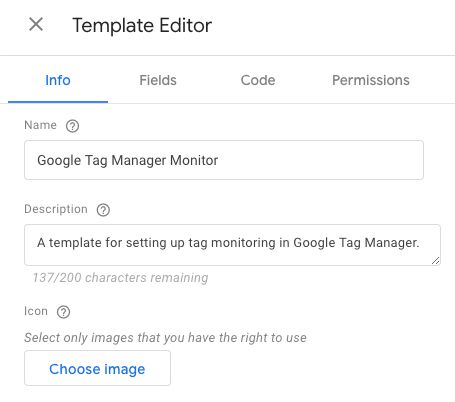 Template Editor
Info Fields Code Permissions
Name
Google Tag Manager Monitor
Description
A template for setting up tag monitoring in Google Tag Manager.
137/200 characters remaining
Icon
Select only images that you have the right to use
Choose image